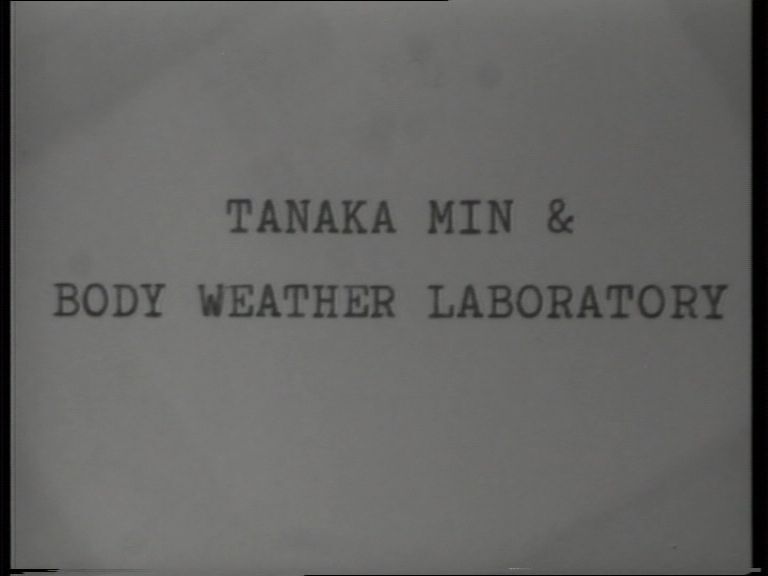 TANAKA MIN &
BODY WEATHER LABORATORY